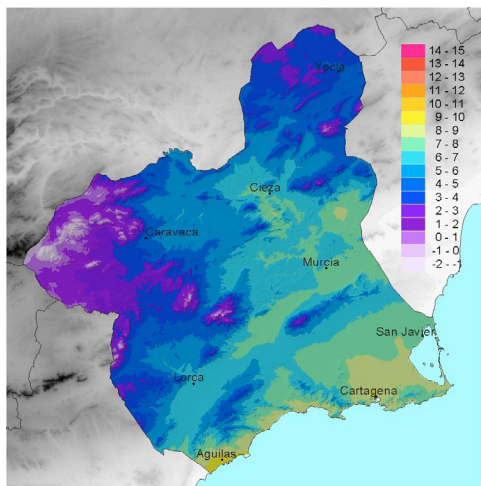 Yecla
14 - 15
13 - 14
12 - 13
11 - 12
10 - 11
9 - 10
8 - 9
7 - 8
6 - 7
5 - 6
4 - 5
3 - 4
2 - 3
1 - 2
0 - 1
-1 - 0
-2 - -1
Cieza
Caravaca
Murcia
San Javier
Lorca
Cartagena
Aguilas